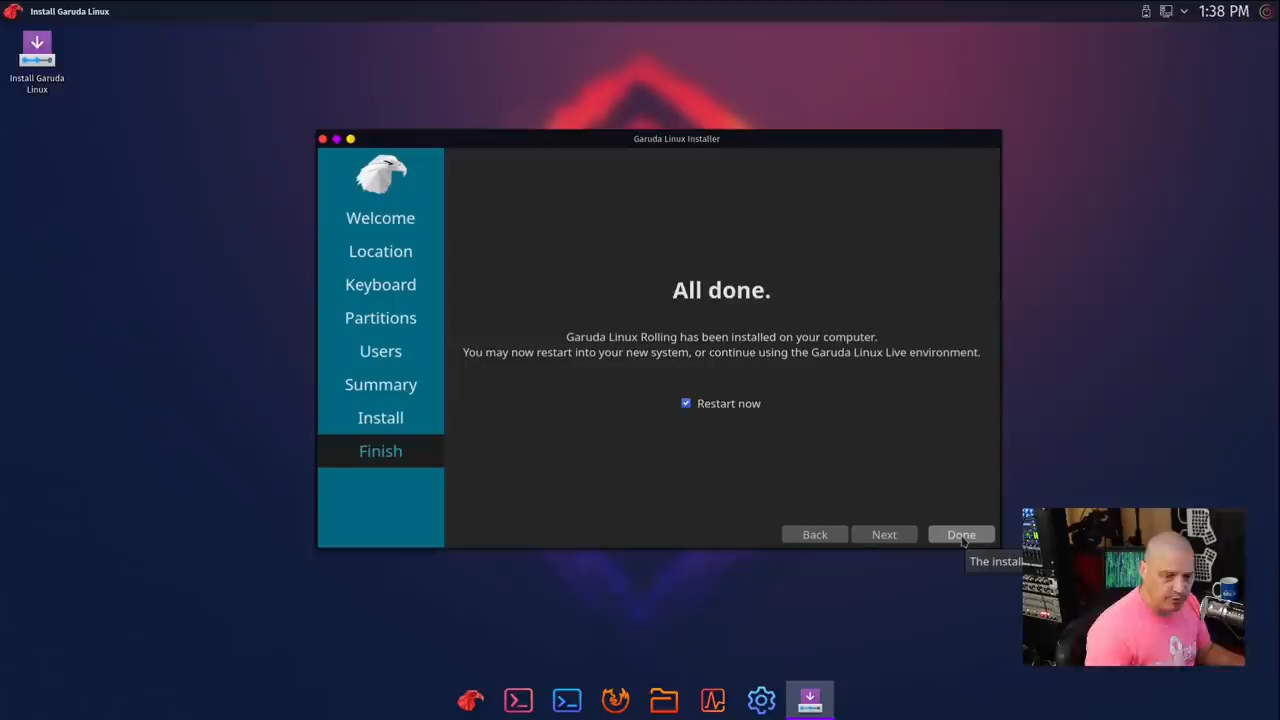 Install Garuda Linux
1:38 PM
Install Garuda
Linux
Garuda Linux Installer
Welcome
Location
Keyboard
Partitions
Users
Summary
Install
Finish
All done.
Garuda Linux Rolling has been installed on your computer.
You may now restart into your new system, or continue using the Garuda Linux Live environment.
Restart now
Back
Next
Done
The install